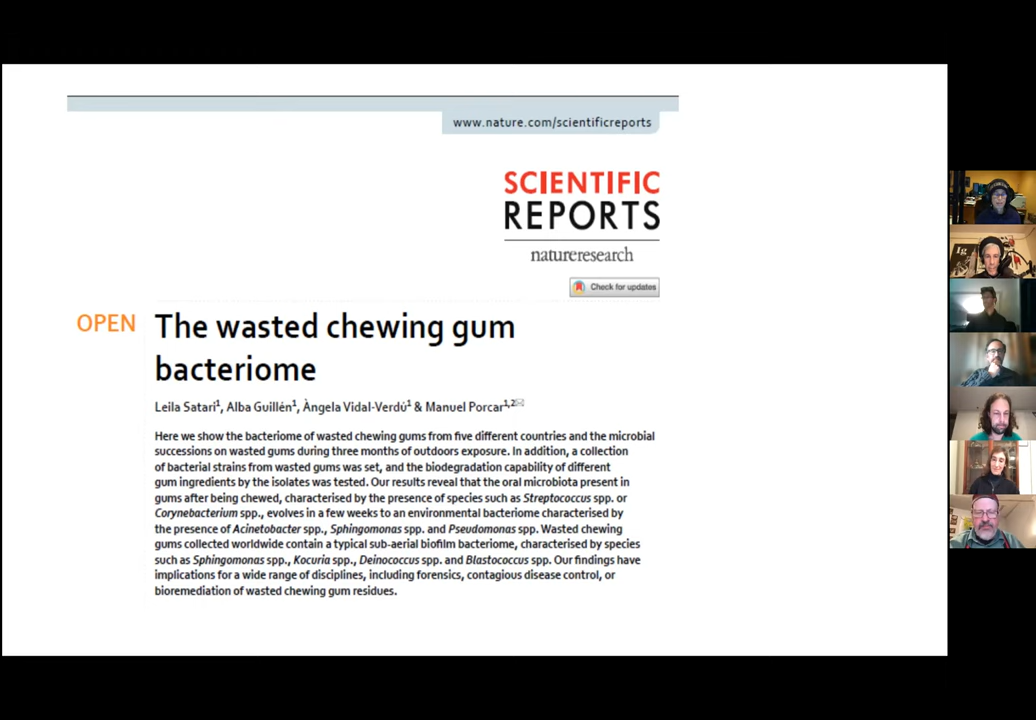 www.nature.com/scientificreports
SCIENTIFIC
REPORTS
natureresearch
Check for updates
OPEN
The wasted chewing gum
bacteriome
Leila Satari¹, Alba Guillén¹, Àngela Vidal-Verdú¹ & Manuel Porcar¹,²✉
Here we show the bacteriome of wasted chewing gums from five different countries and the microbial
successions on wasted gums during three months of outdoors exposure. In addition, a collection
of bacterial strains from wasted gums was set, and the biodegradation capability of different
gum ingredients by the isolates was tested. Our results reveal that the oral microbiota present in
gums after being chewed, characterised by the presence of species such as Streptococcus spp. or
Corynebacterium spp., evolves in a few weeks to an environmental bacteriome characterised by
the presence of Acinetobacter spp., Sphingomonas spp. and Pseudomonas spp. Wasted chewing
gums collected worldwide contain a typical sub-aerial biofilm bacteriome, characterised by species
such as Sphingomonas spp., Kocuria spp., Deinococcus spp. and Blastococcus spp. Our findings have
implications for a wide range of disciplines, including forensics, contagious disease control, or
bioremediation of wasted chewing gum residues.
Ig